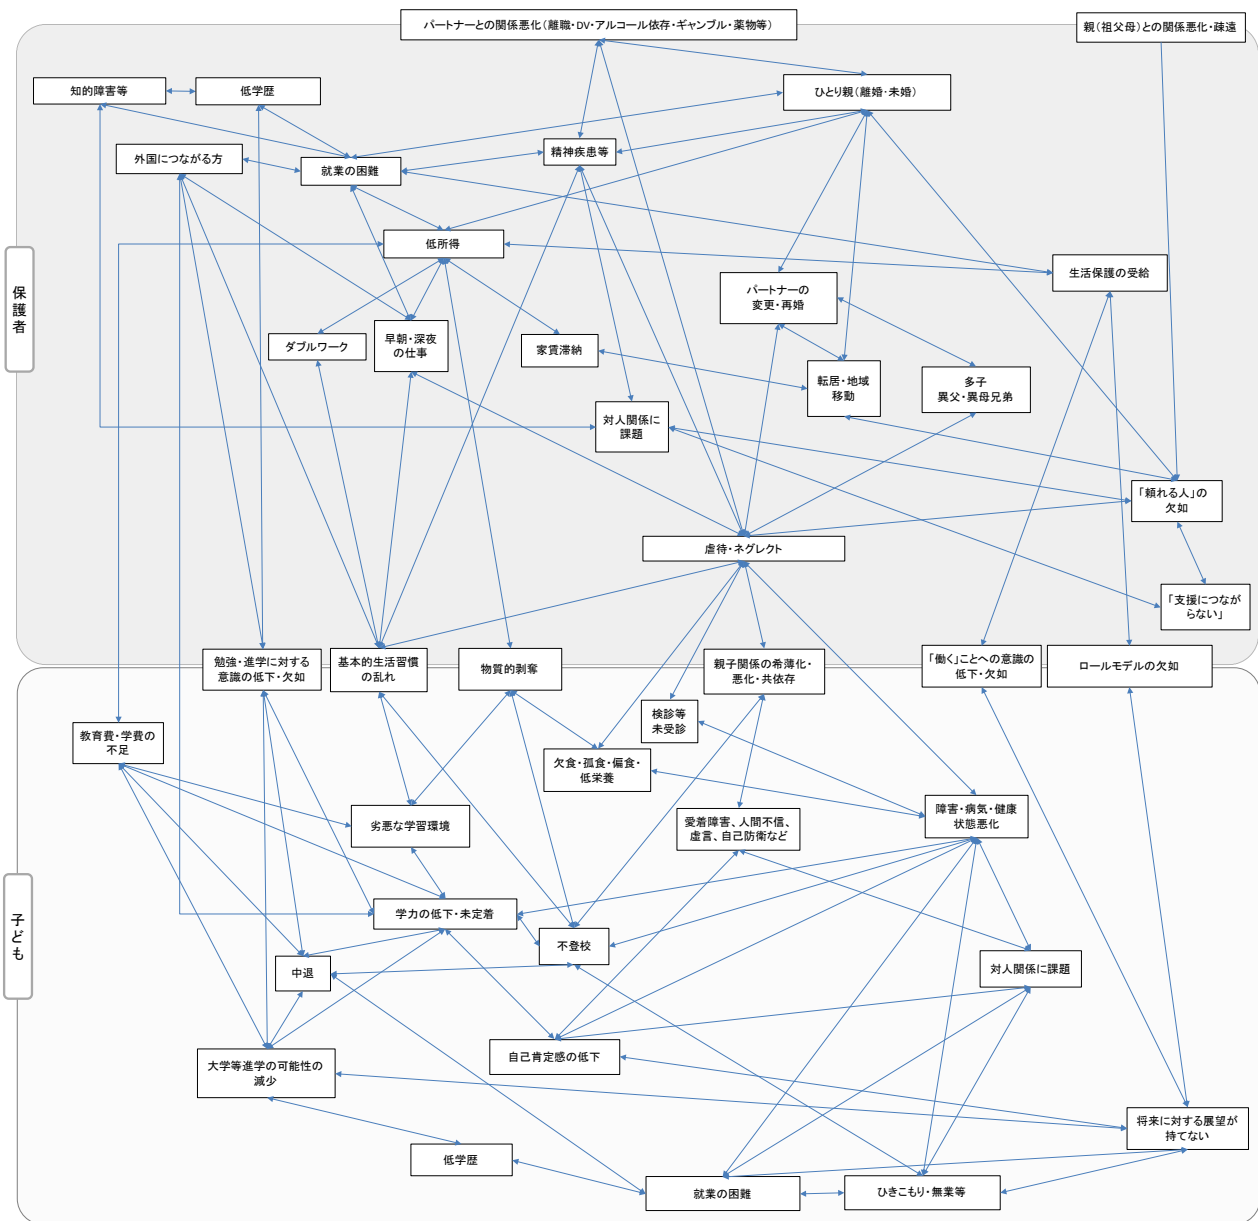 パートナーとの関係悪化（離職・DV・アルコール依存・ギャンブル・薬物等）
親（祖父母）との関係悪化・疎遠
知的障害等
低学歴
ひとり親（離婚・未婚）
外国につながる方
就業の困難
精神疾患等
低所得
生活保護の受給
保護者
パートナーの
変更・再婚
ダブルワーク
早朝・深夜
の仕事
家賃滞納
転居・地域
移動
多子
異父・異母兄弟
対人関係に
課題
「頼れる人」の
欠如
虐待・ネグレクト
「支援につなが
らない」
勉強・進学に対する
意識の低下・欠如
基本的生活習慣
の乱れ
物質的剥奪
親子関係の希薄化・
悪化・共依存
「働く」ことへの意識の
低下・欠如
ロールモデルの欠如
検診等
未受診
教育費・学費の
不足
欠食・孤食・偏食・
低栄養
劣悪な学習環境
愛着障害、人間不信、
虚言、自己防衛など
障害・病気・健康
状態悪化
子ども
学力の低下・未定着
不登校
中退
対人関係に課題
自己肯定感の低下
大学等進学の可能性の
減少
将来に対する展望が
持てない
低学歴
就業の困難
ひきこもり・無業等